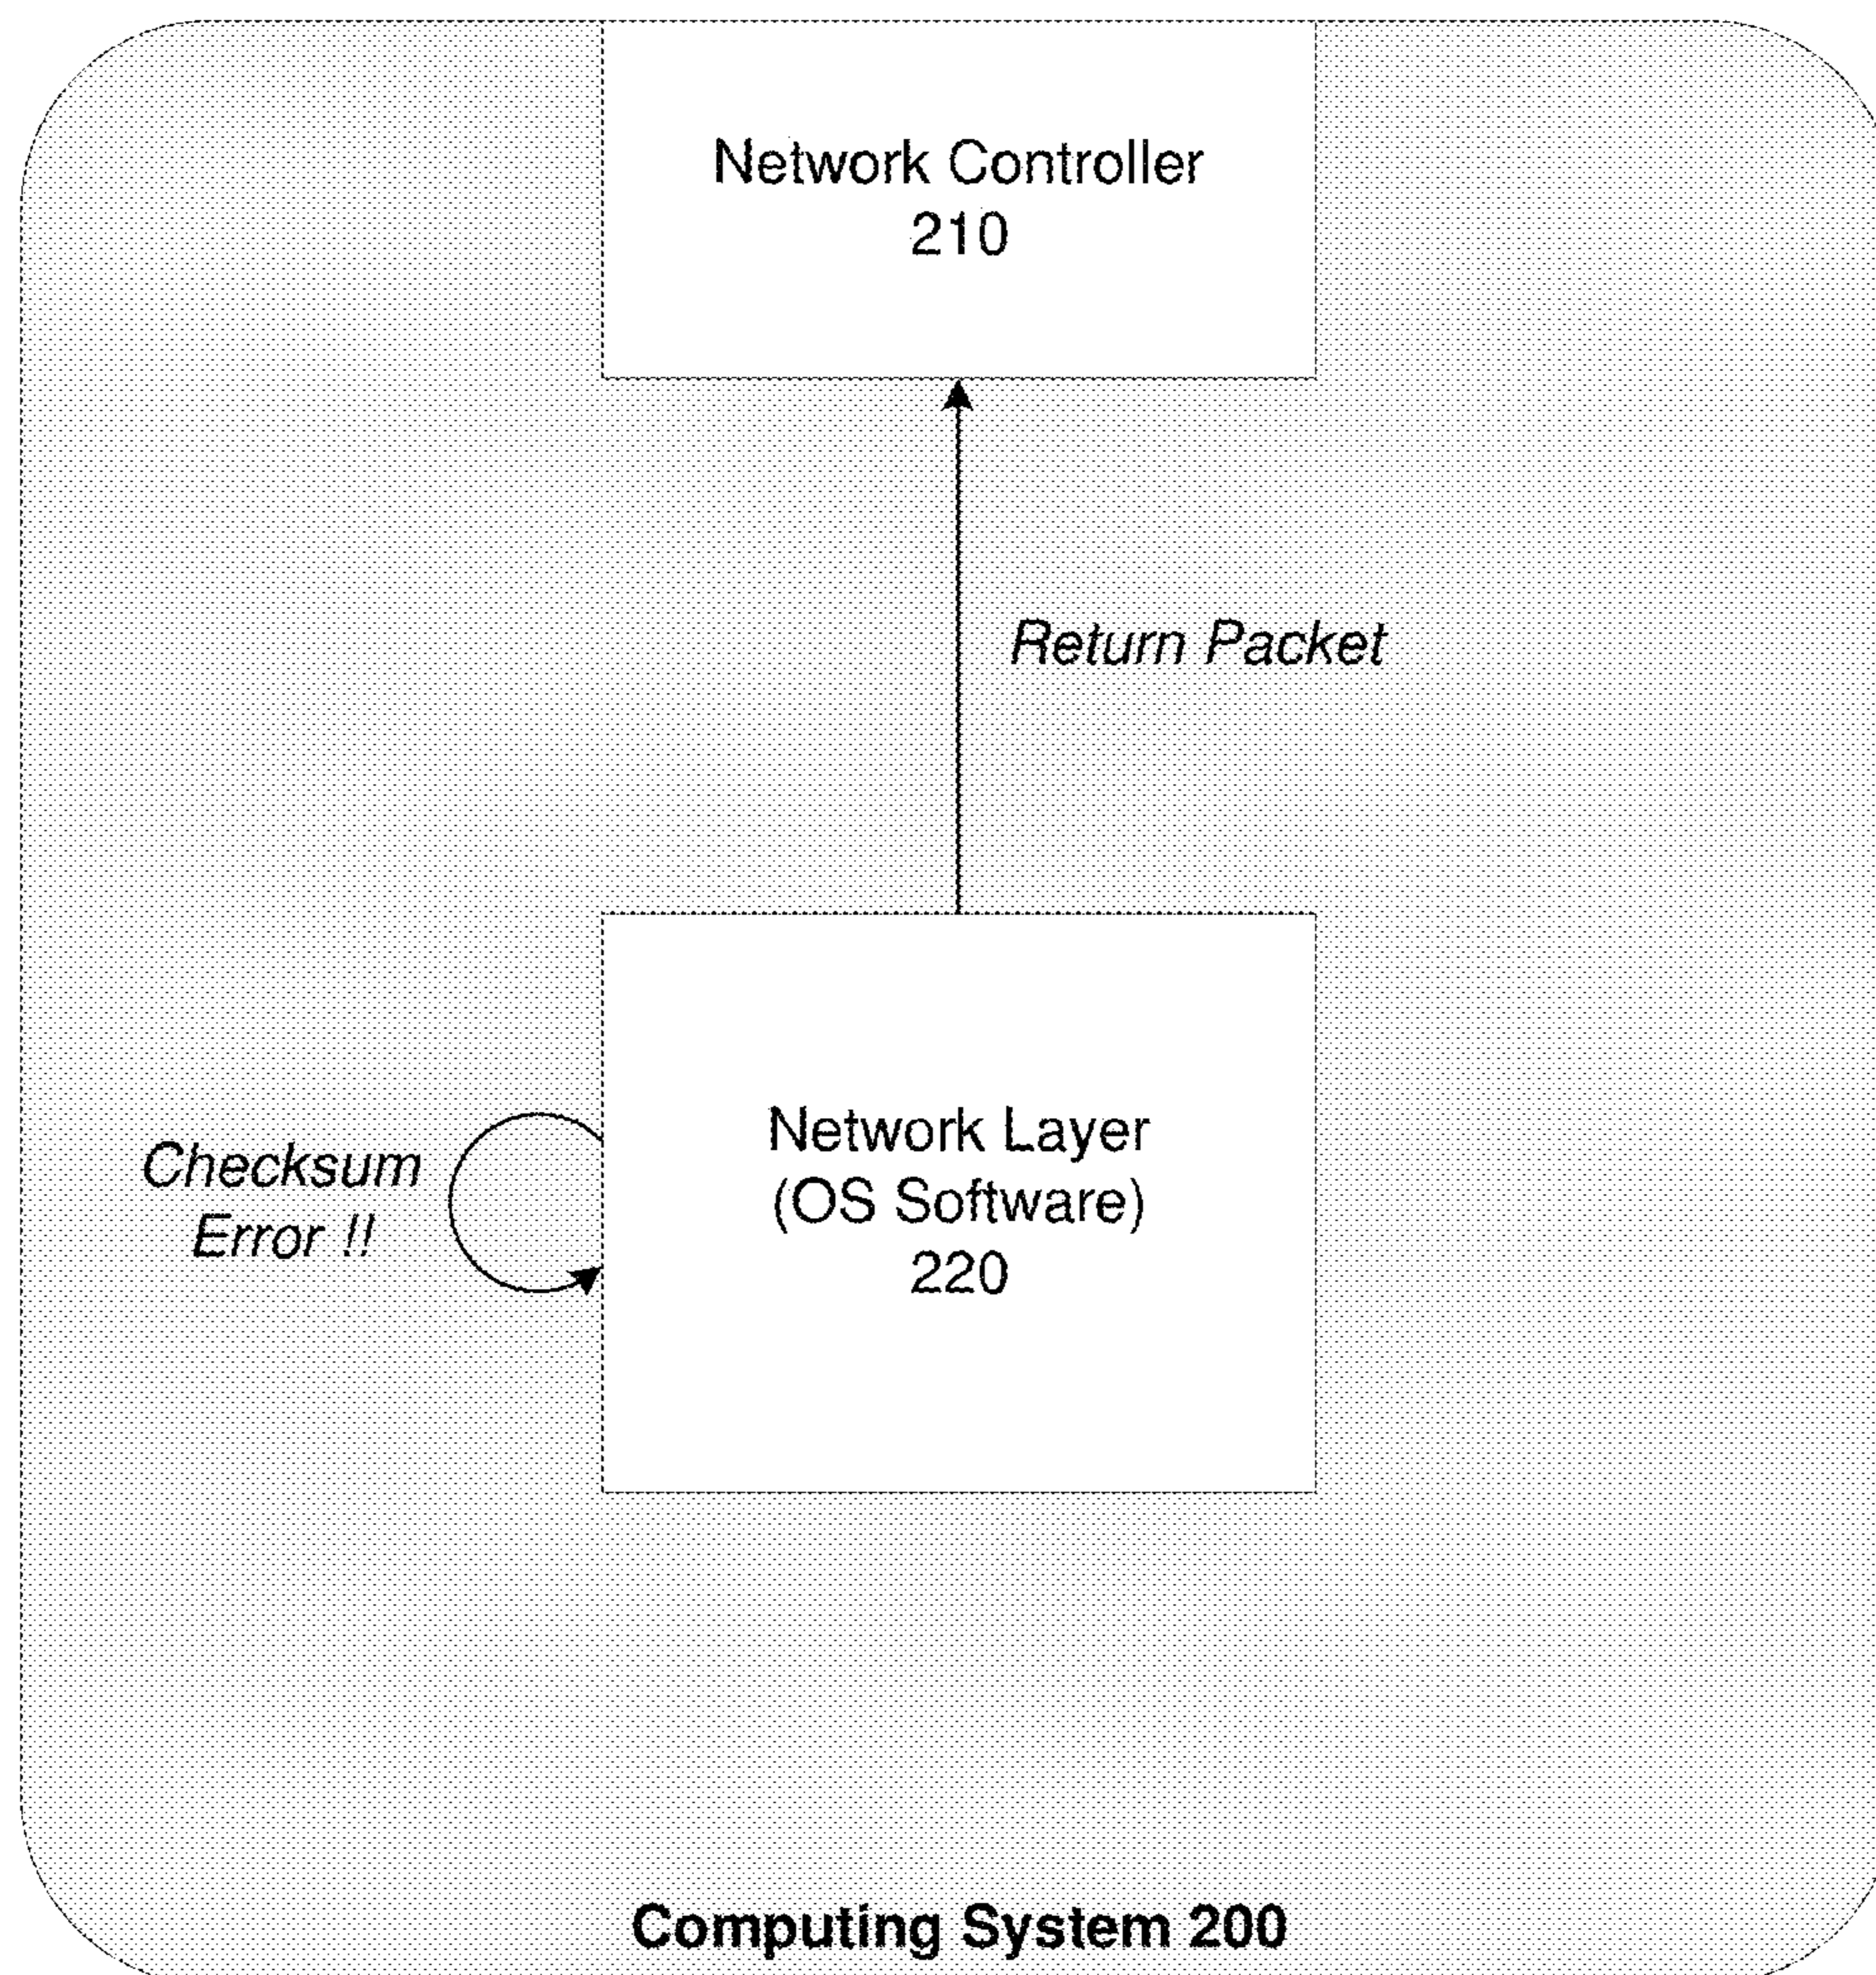 Network Controller
210
Return Packet
Network Layer
(OS Software)
220
Checksum
Error !!
Computing System 200